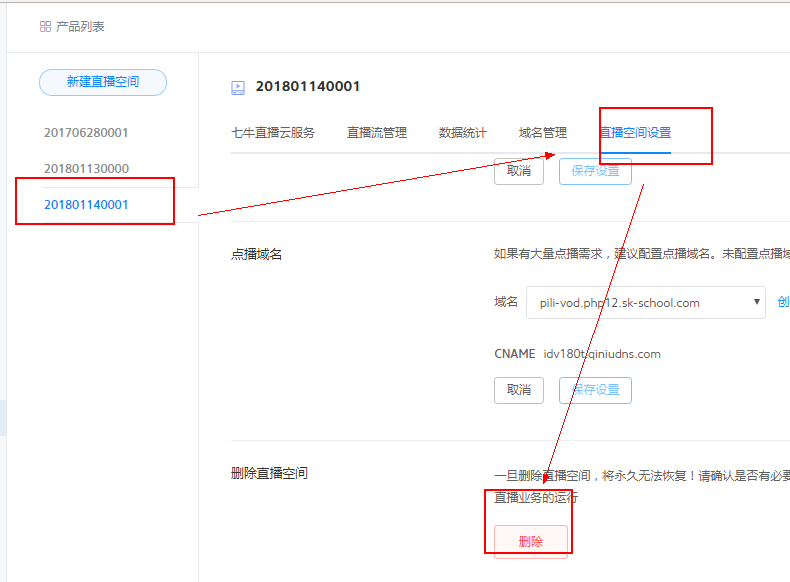 产品列表
新建直播空间
201706280001
201801130000
201801140001
201801140001
七牛直播云服务 直播流管理 数据统计 域名管理 直播空间设置
取消 保存设置
点播域名
如果有大量点播需求，建议配置点播域名。未配置点播域
域名 pili-vod.php12.sk-school.com 创
CNAME idv180t.qiniudns.com
取消 保存设置
删除直播空间
一旦删除直播空间，将永久无法恢复！请确认是否有必要
直播业务的运行
删除